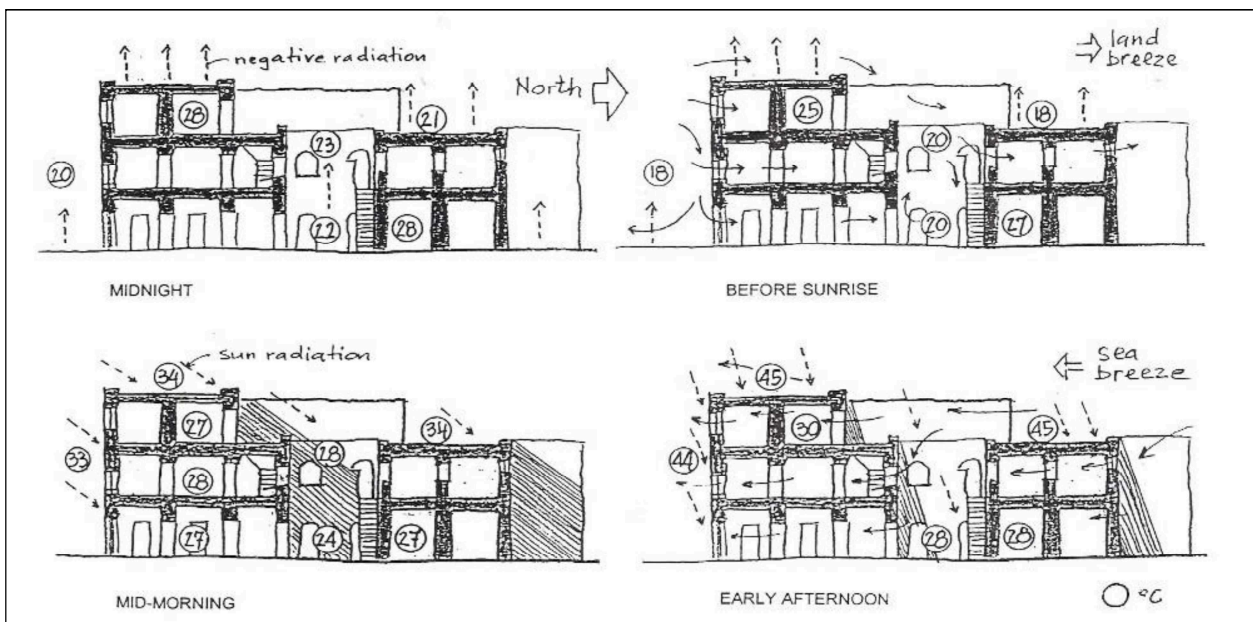 negative radiation
North
land
breeze
28
21
23
20
22
28
MIDNIGHT
25
18
20
18
20
27
BEFORE SUNRISE
sun radiation
34
27
34
33
28
28
27
24
27
MID-MORNING
sea
breeze
45
30
45
44
28
28
EARLY AFTERNOON
°C